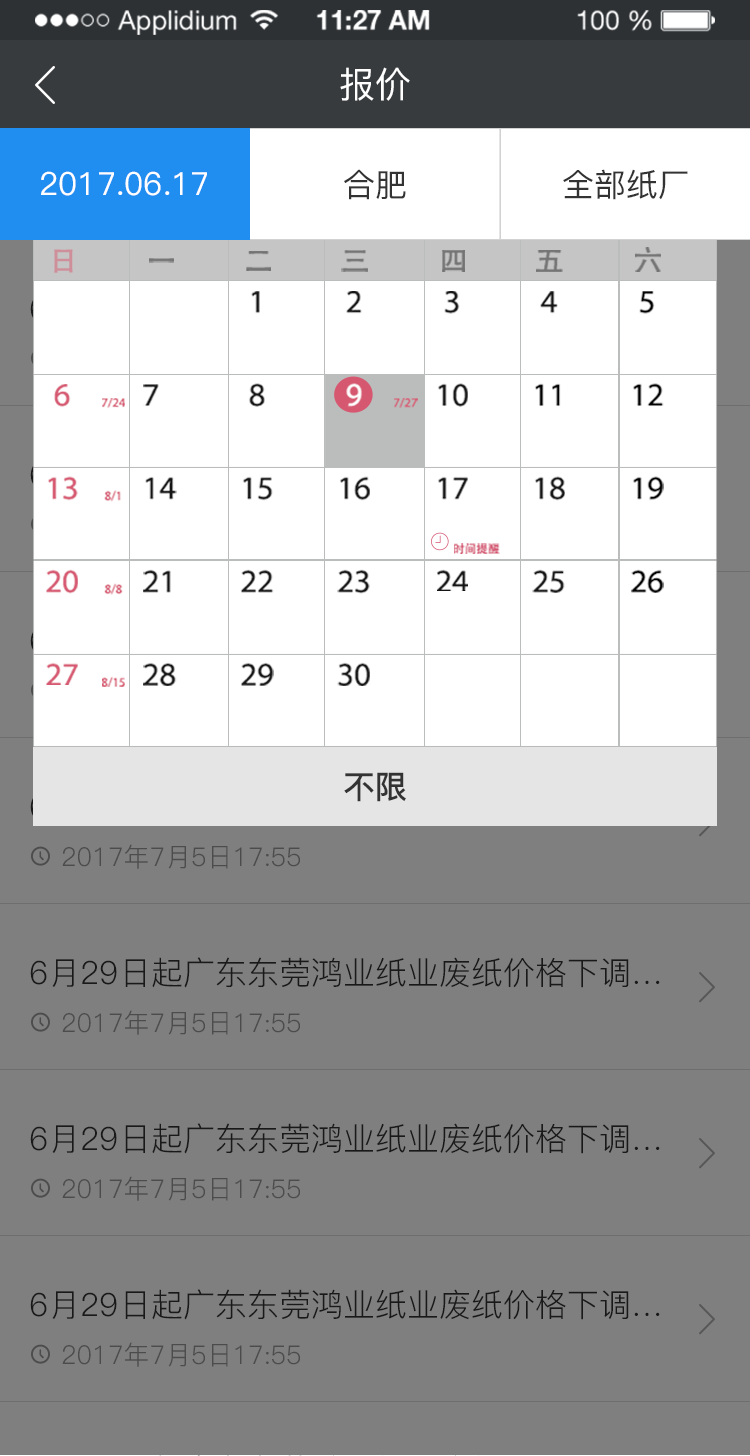 Applidium 11:27 AM 100 %
报价
2017.06.17 合肥 全部纸厂
日 一 二 三 四 五 六
1 2 3 4 5
6 7/24 7 8 9 7/27 10 11 12
13 8/1 14 15 16 17 18 19
时间提醒
20 8/8 21 22 23 24 25 26
27 8/15 28 29 30
不限
2017年7月5日17:55
6月29日起广东东莞鸿业纸业废纸价格下调...
2017年7月5日17:55
6月29日起广东东莞鸿业纸业废纸价格下调...
2017年7月5日17:55
6月29日起广东东莞鸿业纸业废纸价格下调...
2017年7月5日17:55